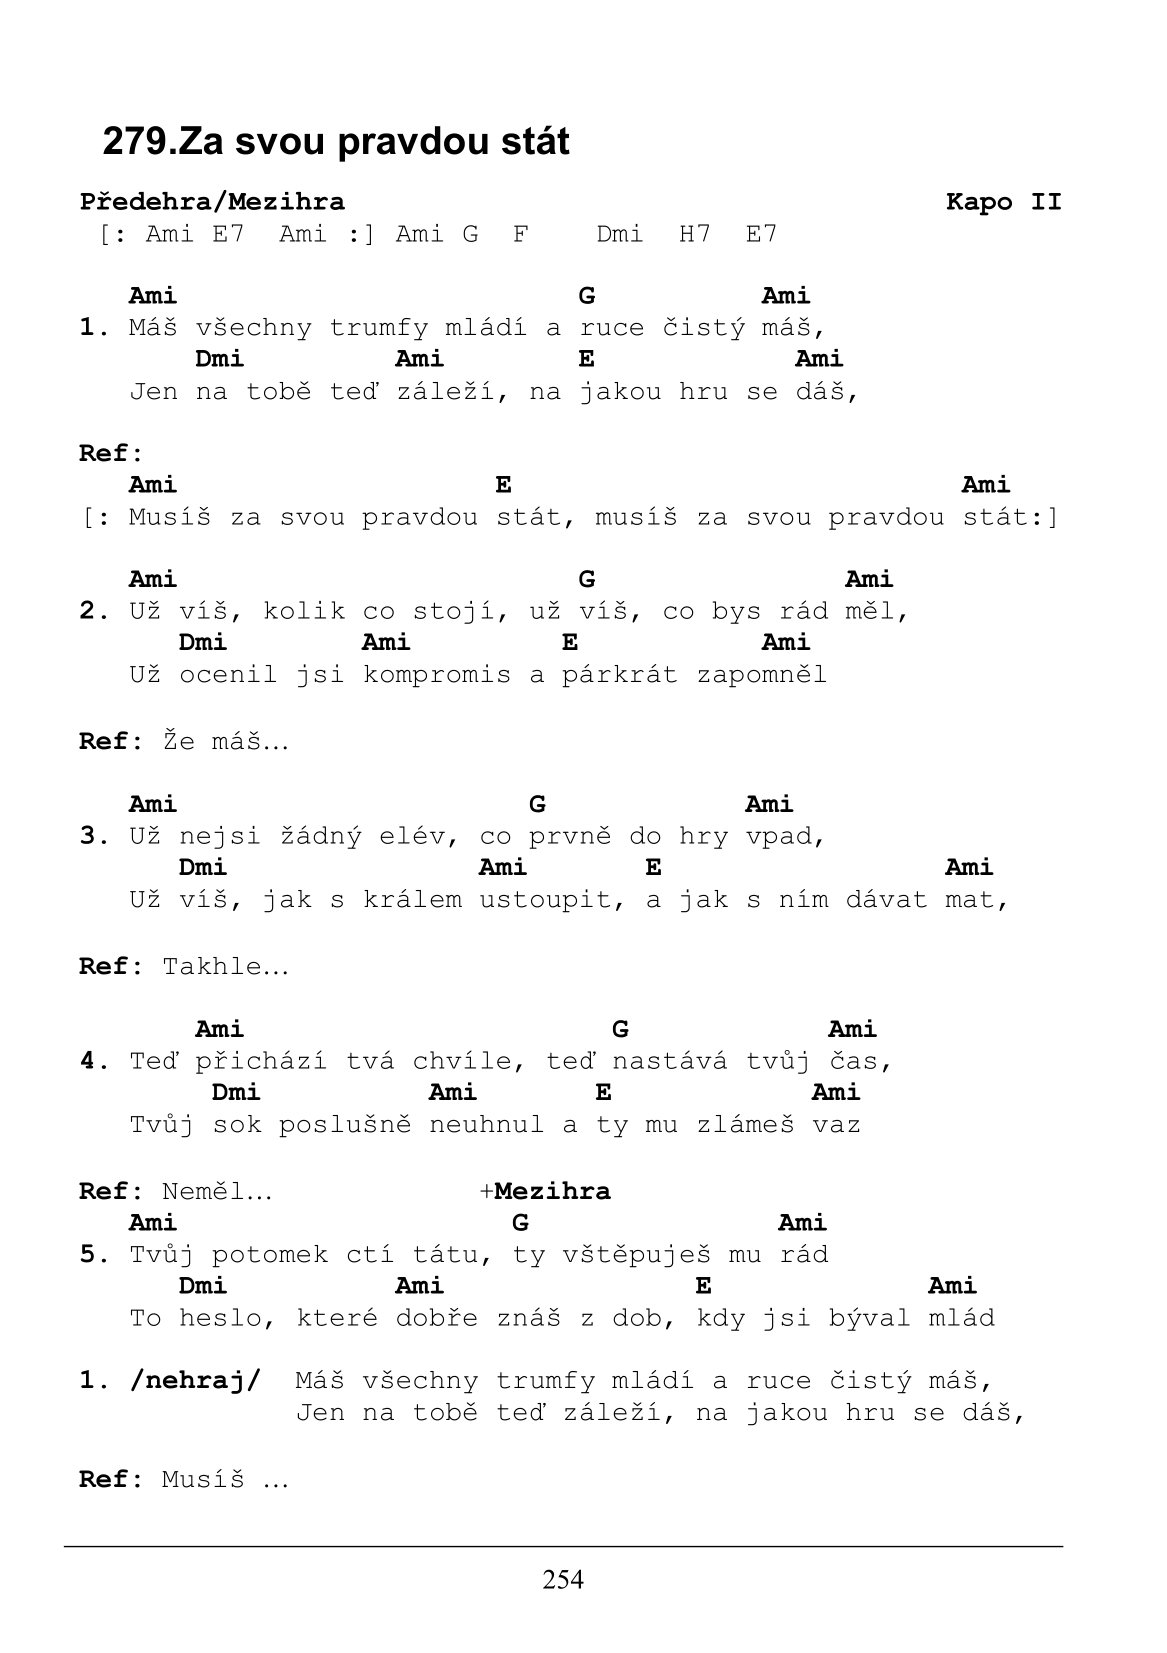 279.Za svou pravdou stát
Předehra/Mezihra Kapo II
[: Ami E7 Ami :] Ami G F Dmi H7 E7
Ami G Ami
1. Máš všechny trumfy mládí a ruce čistý máš,
Dmi Ami E Ami
Jen na tobě teď záleží, na jakou hru se dáš,
Ref:
Ami E Ami
[: Musíš za svou pravdou stát, musíš za svou pravdou stát:]
Ami G Ami
2. Už víš, kolik co stojí, už víš, co bys rád měl,
Dmi Ami E Ami
Už ocenil jsi kompromis a párkrát zapomněl
Ref: Že máš…
Ami G Ami
3. Už nejsi žádný elév, co prvně do hry vpad,
Dmi Ami E Ami
Už víš, jak s králem ustoupit, a jak s ním dávat mat,
Ref: Takhle…
Ami G Ami
4. Teď přichází tvá chvíle, teď nastává tvůj čas,
Dmi Ami E Ami
Tvůj sok poslušně neuhnul a ty mu zlámeš vaz
Ref: Neměl… +Mezihra
Ami G Ami
5. Tvůj potomek ctí tátu, ty vštěpuješ mu rád
Dmi Ami E Ami
To heslo, které dobře znáš z dob, kdy jsi býval mlád
1. /nehraj/ Máš všechny trumfy mládí a ruce čistý máš,
Jen na tobě teď záleží, na jakou hru se dáš,
Ref: Musíš …
254